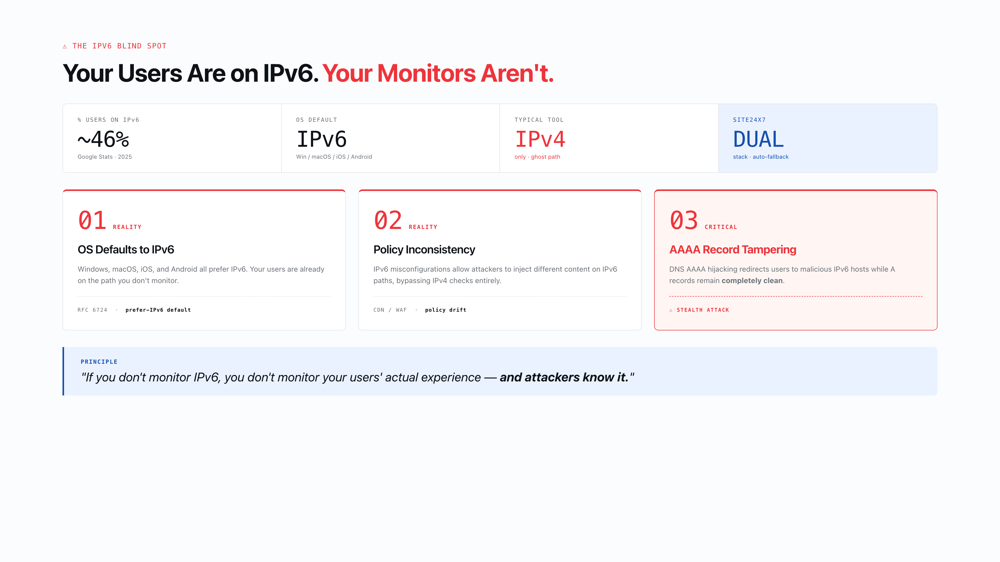 ⚠ THE IPV6 BLIND SPOT
Your Users Are on IPv6. Your Monitors Aren't.
% USERS ON IPv6
~46%
Google Stats · 2025
OS DEFAULT
IPv6
Win / macOS / iOS / Android
TYPICAL TOOL
IPv4
only · ghost path
SITE24X7
DUAL
stack · auto-fallback
01 REALITY
OS Defaults to IPv6
Windows, macOS, iOS, and Android all prefer IPv6. Your users are already
on the path you don't monitor.
RFC 6724 · prefer-IPv6 default
02 REALITY
Policy Inconsistency
IPv6 misconfigurations allow attackers to inject different content on IPv6
paths, bypassing IPv4 checks entirely.
CDN / WAF · policy drift
03 CRITICAL
AAAA Record Tampering
DNS AAAA hijacking redirects users to malicious IPv6 hosts while A
records remain completely clean.
⚠ STEALTH ATTACK
PRINCIPLE
"If you don't monitor IPv6, you don't monitor your users' actual experience — and attackers know it."